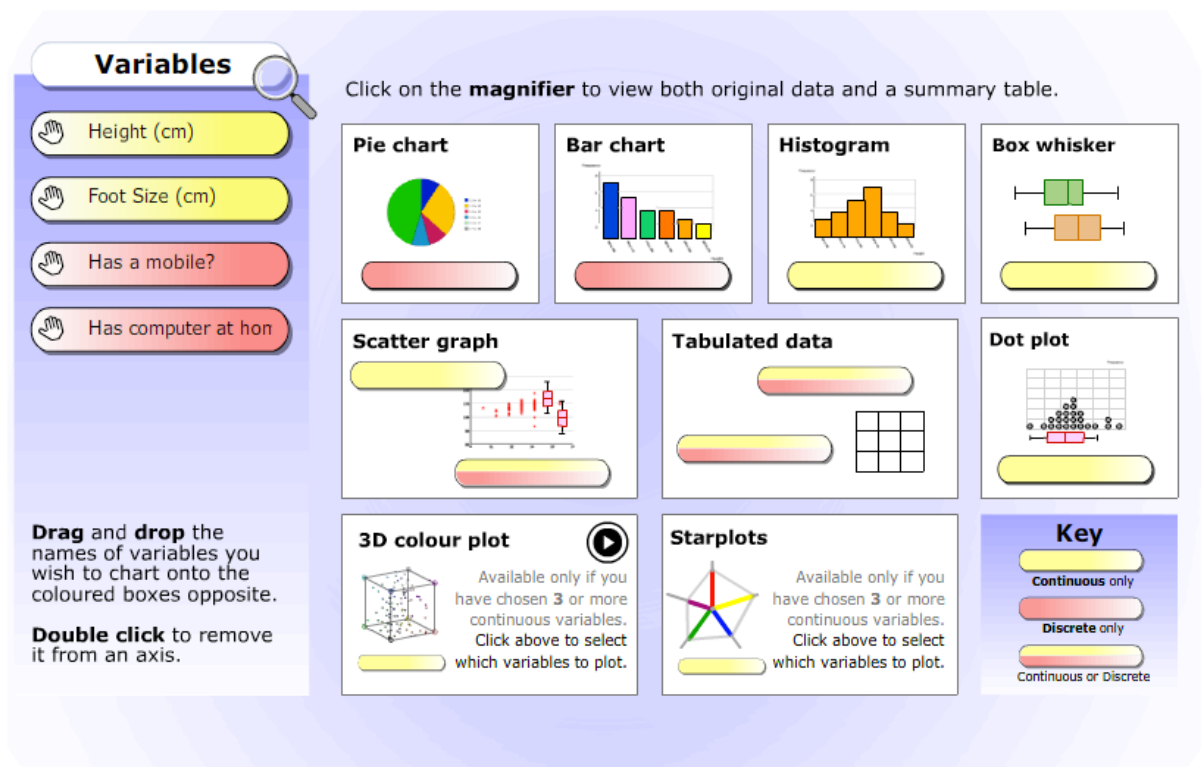 Variables
Click on the magnifier to view both original data and a summary table.
Height (cm)
Foot Size (cm)
Has a mobile?
Has computer at hon
Pie chart
Bar chart
Histogram
Box whisker
Scatter graph
Tabulated data
Dot plot
Drag and drop the
names of variables you
wish to chart onto the
coloured boxes opposite.
Double click to remove
it from an axis.
3D colour plot
Available only if you
have chosen 3 or more
continuous variables.
Click above to select
which variables to plot.
Starplots
Available only if you
have chosen 3 or more
continuous variables.
Click above to select
which variables to plot.
Key
Continuous only
Discrete only
Continuous or Discrete